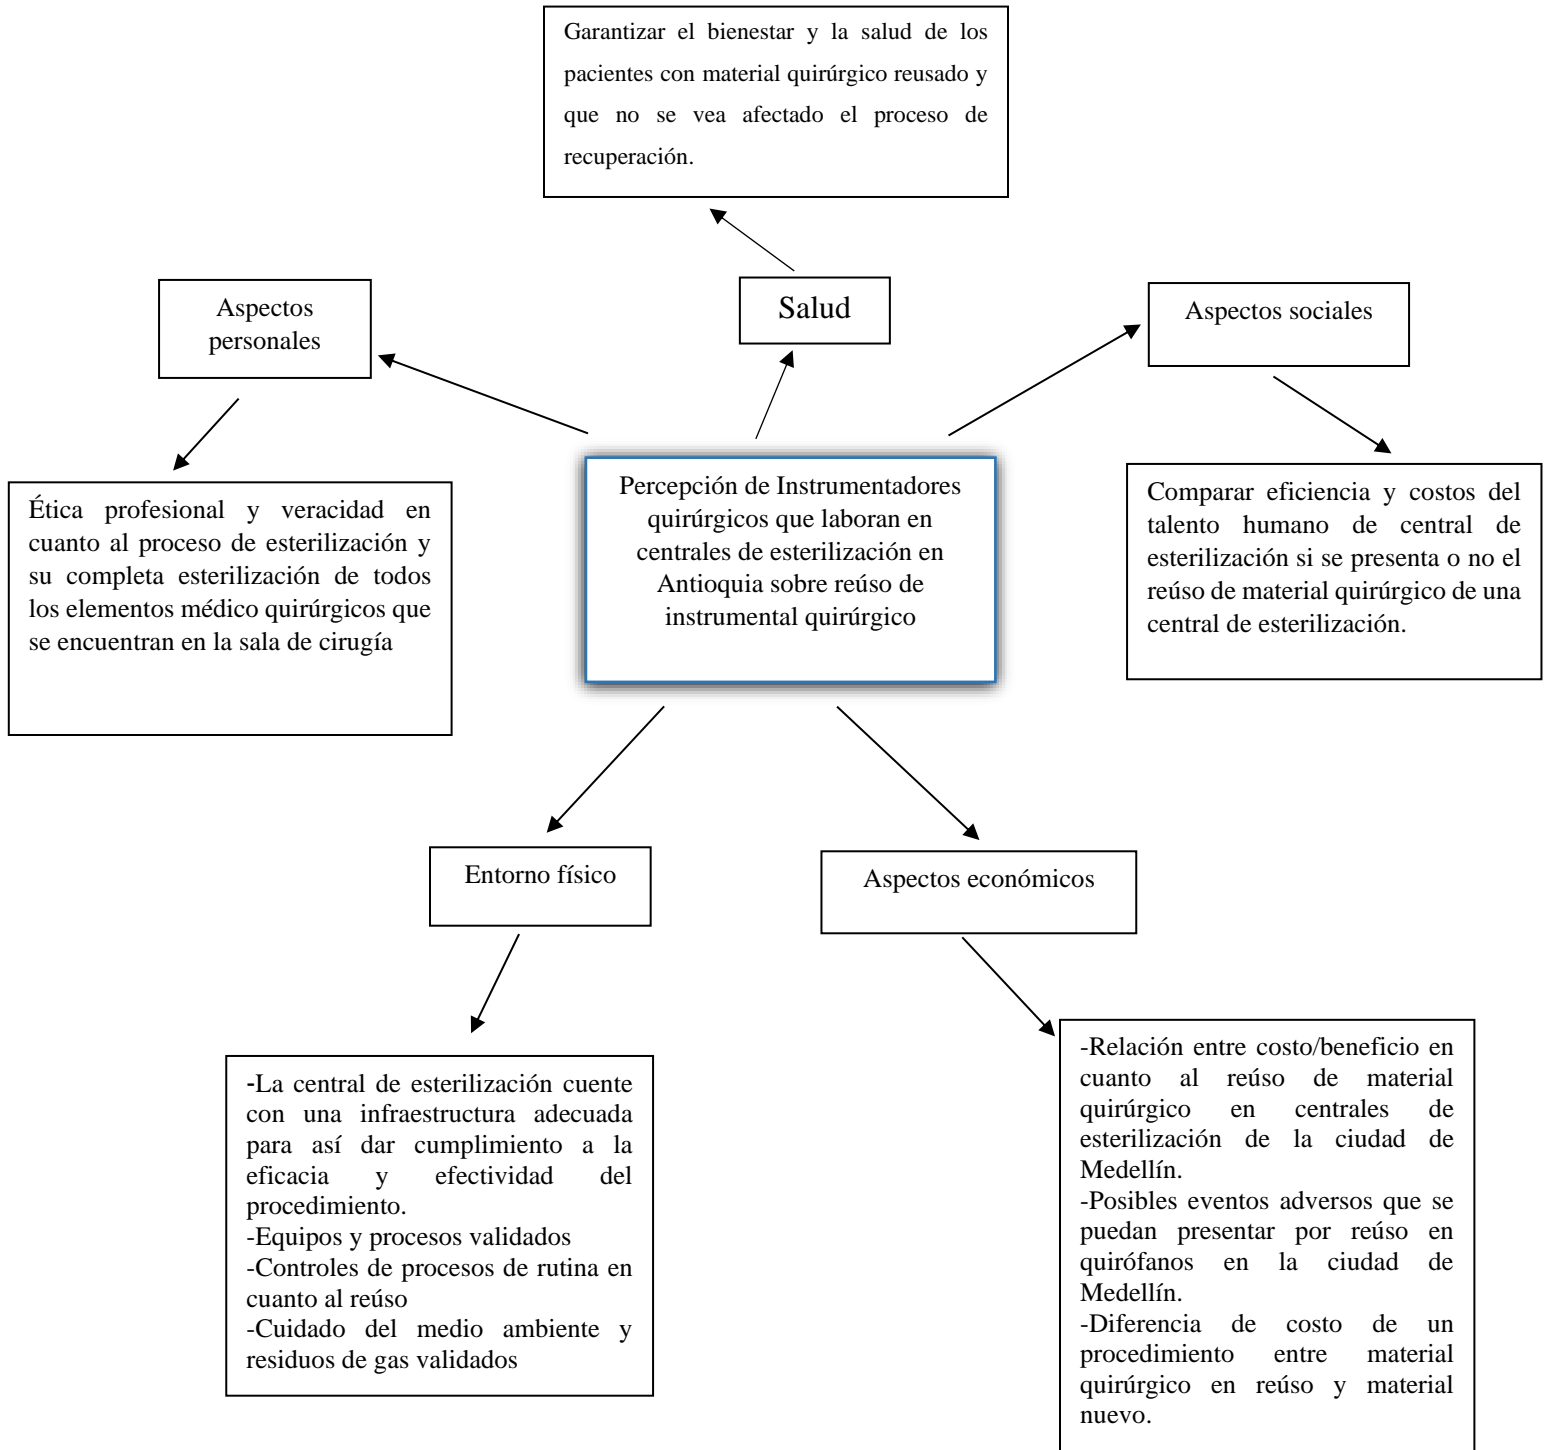 Garantizar el bienestar y la salud de los
pacientes con material quirúrgico reusado y
que no se vea afectado el proceso de
recuperación.
Aspectos
personales
Salud
Aspectos sociales
Ética profesional y veracidad en
cuanto al proceso de esterilización y
su completa esterilización de todos
los elementos médico quirúrgicos que
se encuentran en la sala de cirugía
Percepción de Instrumentadores
quirúrgicos que laboran en
centrales de esterilización en
Antioquia sobre reúso de
instrumental quirúrgico
Comparar eficiencia y costos del
talento humano de central de
esterilización si se presenta o no el
reúso de material quirúrgico de una
central de esterilización.
Entorno físico
Aspectos económicos
-La central de esterilización cuente
con una infraestructura adecuada
para así dar cumplimiento a la
eficacia y efectividad del
procedimiento.
-Equipos y procesos validados
-Controles de procesos de rutina en
cuanto al reúso
-Cuidado del medio ambiente y
residuos de gas validados
-Relación entre costo/beneficio en
cuanto al reúso de material
quirúrgico en centrales de
esterilización de la ciudad de
Medellín.
-Posibles eventos adversos que se
puedan presentar por reúso en
quirófanos en la ciudad de
Medellín.
-Diferencia de costo de un
procedimiento entre material
quirúrgico en reúso y material
nuevo.